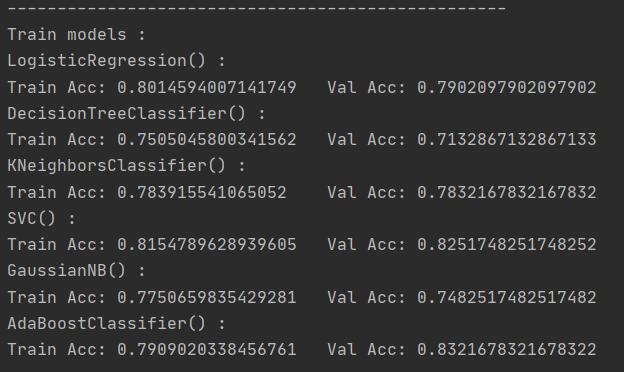 --------------------------------------------------
Train models :
LogisticRegression() :
Train Acc: 0.8014594007141749   Val Acc: 0.7902097902097902
DecisionTreeClassifier() :
Train Acc: 0.7505045800341562   Val Acc: 0.7132867132867133
KNeighborsClassifier() :
Train Acc: 0.783915541065052    Val Acc: 0.7832167832167832
SVC() :
Train Acc: 0.8154789628939605   Val Acc: 0.8251748251748252
GaussianNB() :
Train Acc: 0.7750659835429281   Val Acc: 0.7482517482517482
AdaBoostClassifier() :
Train Acc: 0.7909020338456761   Val Acc: 0.8321678321678322